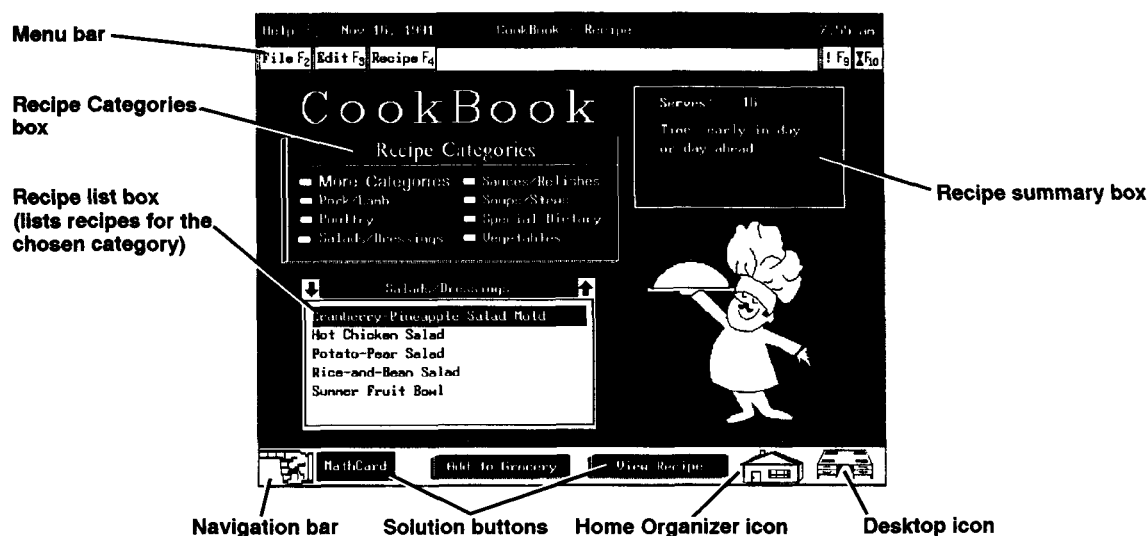 Menu bar
Recipe Categories box
Recipe list box
(lists recipes for the
chosen category)
Help Nov 16, 1991 CookBook - Recipe 7:55 am
File F2 Edit F3 Recipe F4 ! F9 F10
CookBook
Recipe Categories
More Categories Sauces/Relishes
Pork/Lamb Soups/Stews
Poultry Special Dietary
Salads/Dressings Vegetables
Serves: 16
Time: early in day
or day ahead
Recipe summary box
Salads/Dressings
Cranberry-Pineapple Salad Mold
Hot Chicken Salad
Potato-Pear Salad
Rice-and-Bean Salad
Summer Fruit Bowl
MathCard Add to Grocery View Recipe
Navigation bar Solution buttons Home Organizer icon Desktop icon